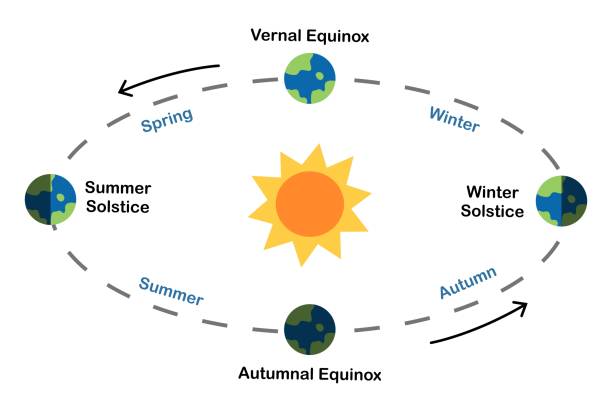 Vernal Equinox
Spring
Winter
Summer
Solstice
Winter
Solstice
Summer
Autumn
Autumnal Equinox